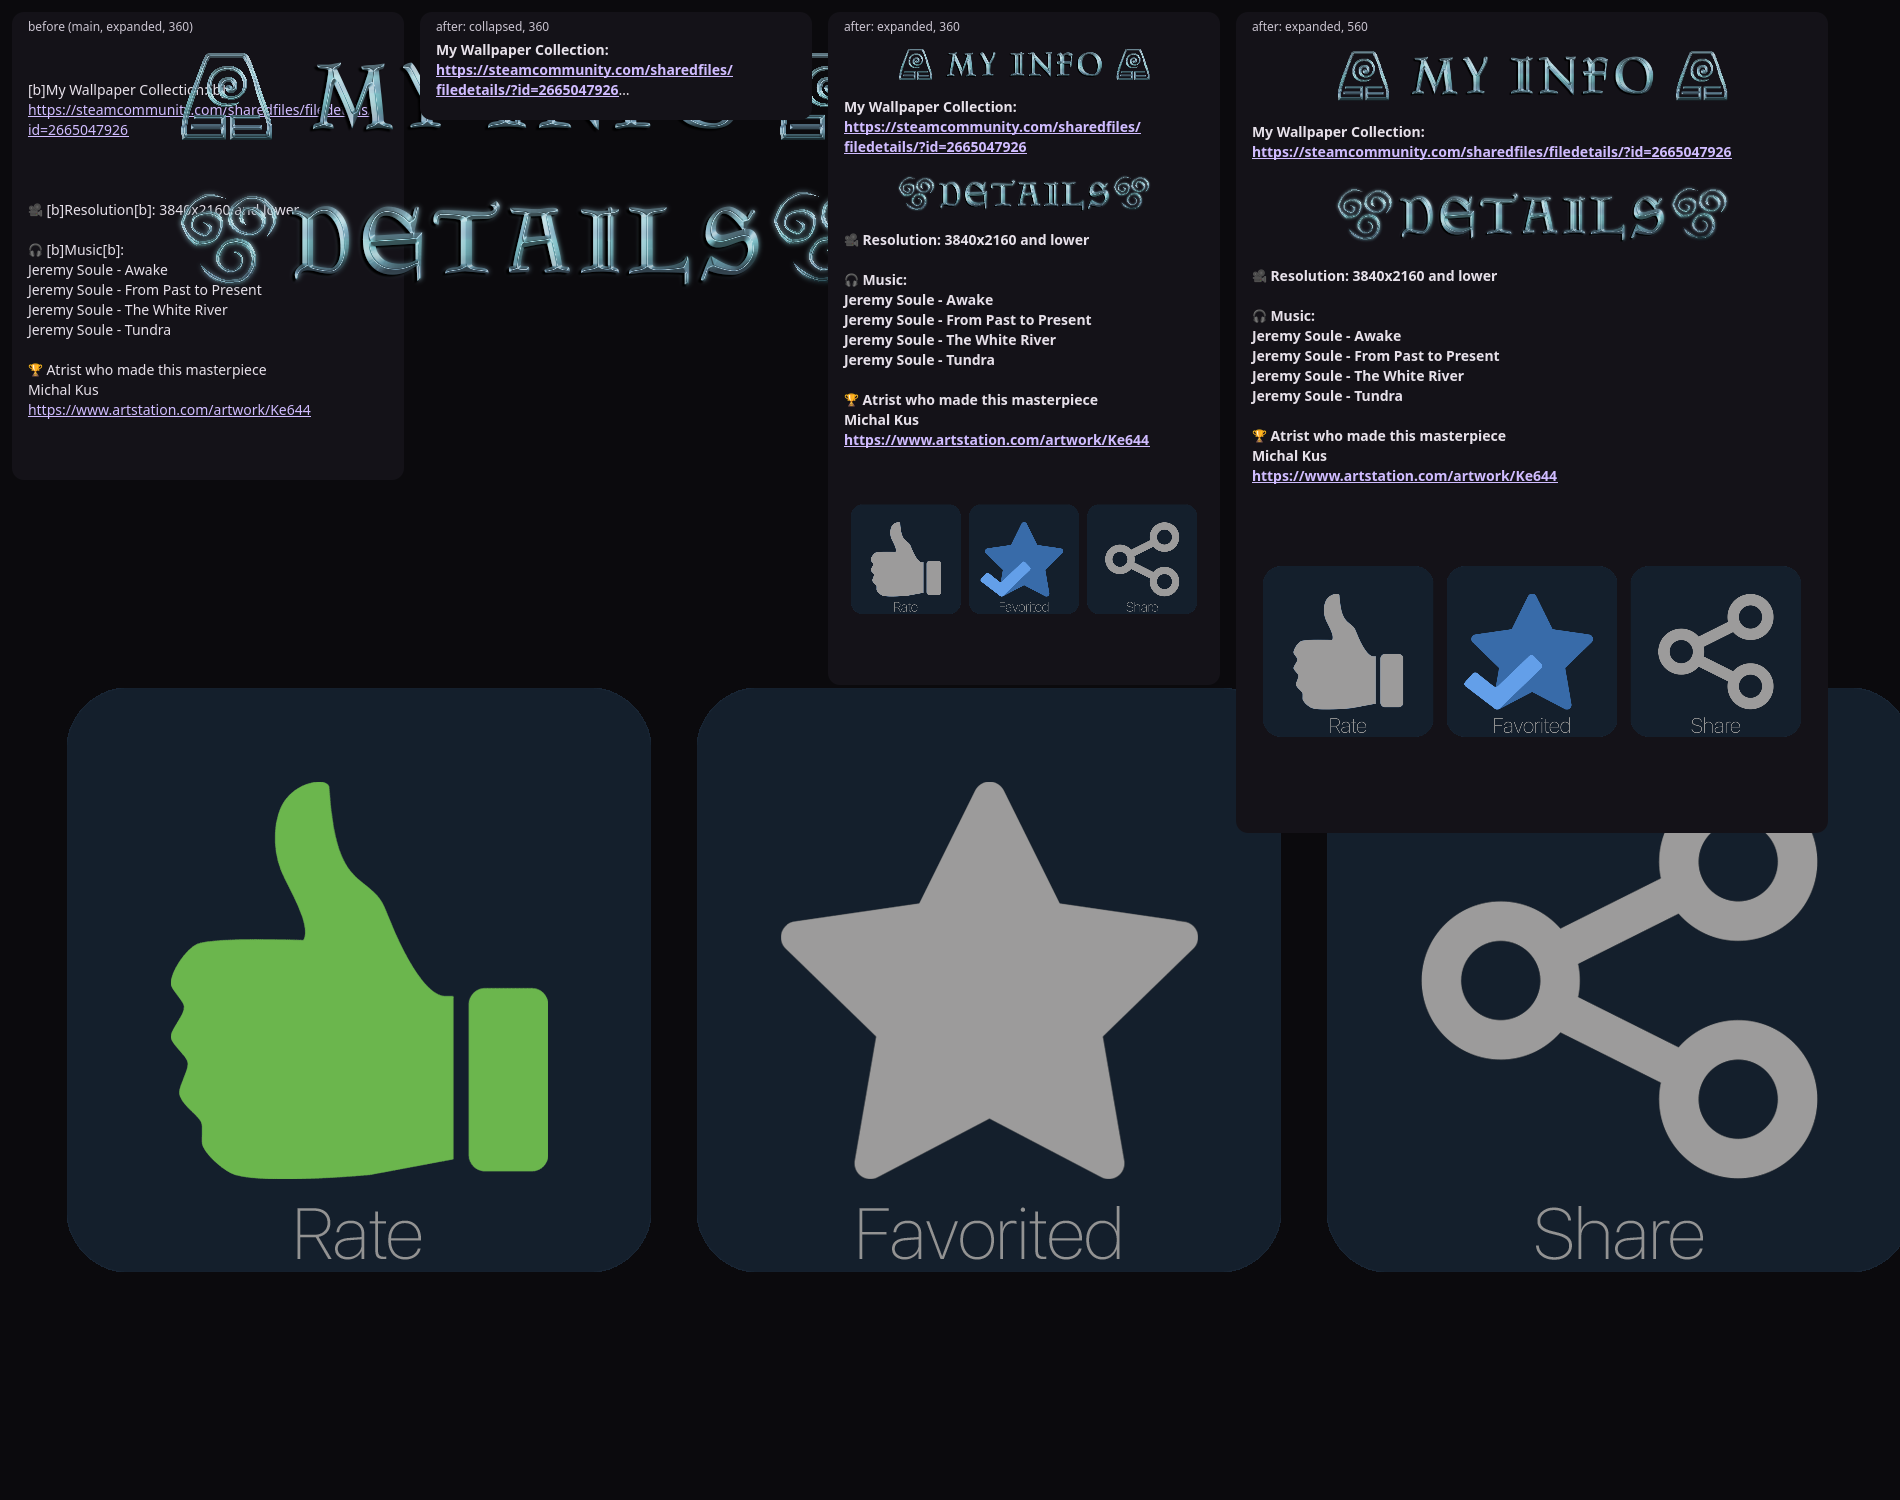 before (main, expanded, 360)
[b]My Wallpaper Collection:[b]
https://steamcommunity.com/sharedfiles/filedetails
id=2665047926
MY
🎥 [b]Resolution[b]: 3840x2160 and lower
DETAILS
🎧 [b]Music[b]:
Jeremy Soule - Awake
Jeremy Soule - From Past to Present
Jeremy Soule - The White River
Jeremy Soule - Tundra
🏆 Atrist who made this masterpiece
Michal Kus
https://www.artstation.com/artwork/Ke644
after: collapsed, 360
My Wallpaper Collection:
https://steamcommunity.com/sharedfiles/
filedetails/?id=2665047926...
after: expanded, 360
MY INFO
My Wallpaper Collection:
https://steamcommunity.com/sharedfiles/
filedetails/?id=2665047926
DETAILS
🎥 Resolution: 3840x2160 and lower
🎧 Music:
Jeremy Soule - Awake
Jeremy Soule - From Past to Present
Jeremy Soule - The White River
Jeremy Soule - Tundra
🏆 Atrist who made this masterpiece
Michal Kus
https://www.artstation.com/artwork/Ke644
Rate Favorited Share
after: expanded, 560
MY INFO
My Wallpaper Collection:
https://steamcommunity.com/sharedfiles/filedetails/?id=2665047926
DETAILS
🎥 Resolution: 3840x2160 and lower
🎧 Music:
Jeremy Soule - Awake
Jeremy Soule - From Past to Present
Jeremy Soule - The White River
Jeremy Soule - Tundra
🏆 Atrist who made this masterpiece
Michal Kus
https://www.artstation.com/artwork/Ke644
Rate Favorited Share
Rate Favorited Share